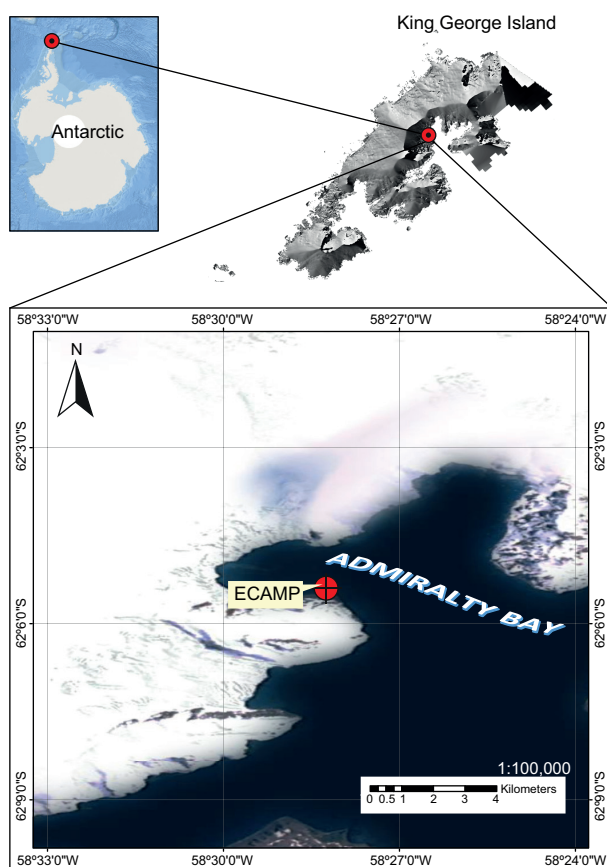 King George Island
Antarctic
58°33'0"W 58°30'0"W 58°27'0"W 58°24'0"W
N
62°3'0"S 62°3'0"S
ADMIRALTY BAY
ECAMP
62°6'0"S 62°6'0"S
1:100,000
Kilometers
0 0.5 1 2 3 4
62°9'0"S 62°9'0"S
58°33'0"W 58°30'0"W 58°27'0"W 58°24'0"W